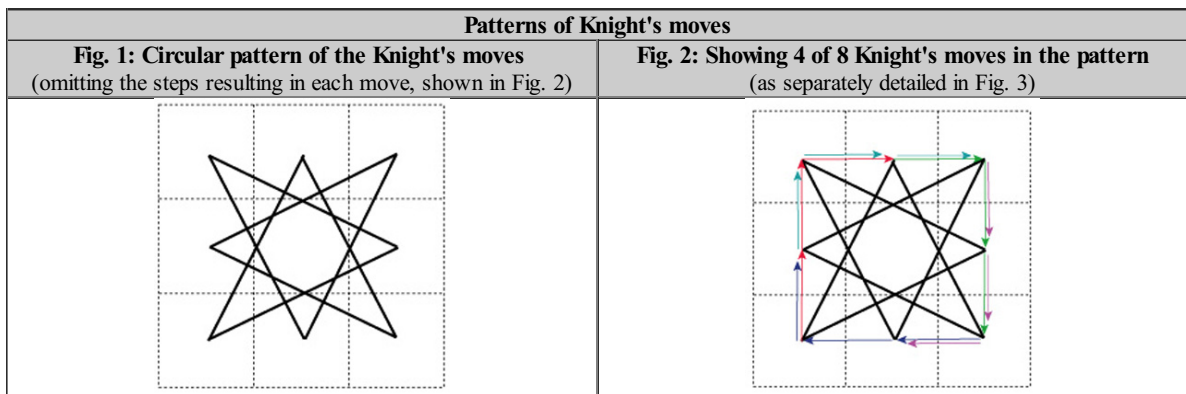 Patterns of Knight's moves
Fig. 1: Circular pattern of the Knight's moves
(omitting the steps resulting in each move, shown in Fig. 2)
Fig. 2: Showing 4 of 8 Knight's moves in the pattern
(as separately detailed in Fig. 3)